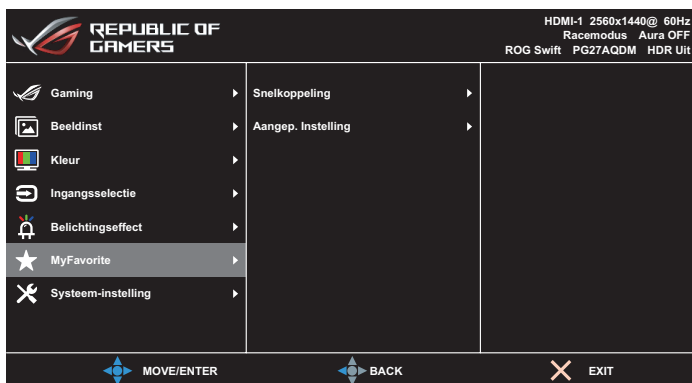 REPUBLIC OF
GAMERS
HDMI-1 2560x1440@ 60Hz
Racemodus Aura OFF
ROG Swift PG27AQDM HDR Uit
Gaming
Beeldinst
Kleur
Ingangsselectie
Belichtingseffect
MyFavorite
Systeem-instelling
Snelkoppeling
Aangep. Instelling
MOVE/ENTER
BACK
EXIT